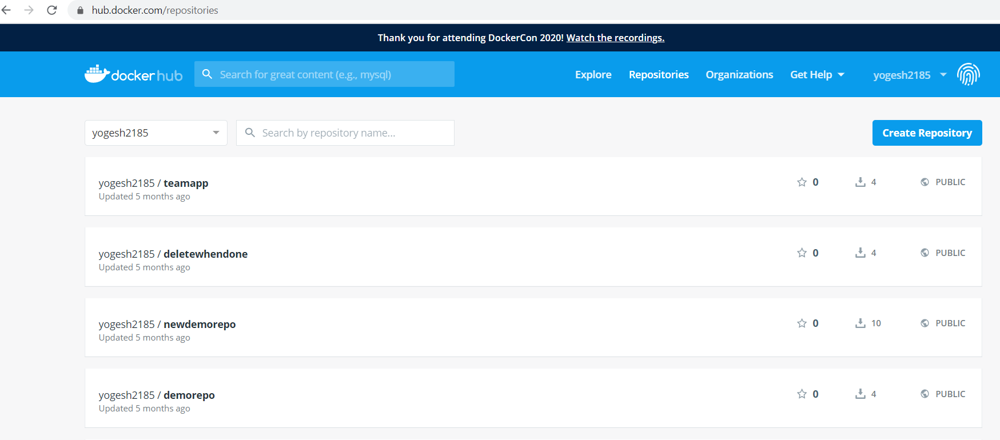 hub.docker.com/repositories
Thank you for attending DockerCon 2020! Watch the recordings.
docker hub Search for great content (e.g., mysql) Explore Repositories Organizations Get Help yogesh2185
yogesh2185 Search by repository name... Create Repository
yogesh2185 / teamapp 0 4 PUBLIC
Updated 5 months ago
yogesh2185 / deletewhendone 0 4 PUBLIC
Updated 5 months ago
yogesh2185 / newdemorepo 0 10 PUBLIC
Updated 5 months ago
yogesh2185 / demorepo 0 4 PUBLIC
Updated 5 months ago